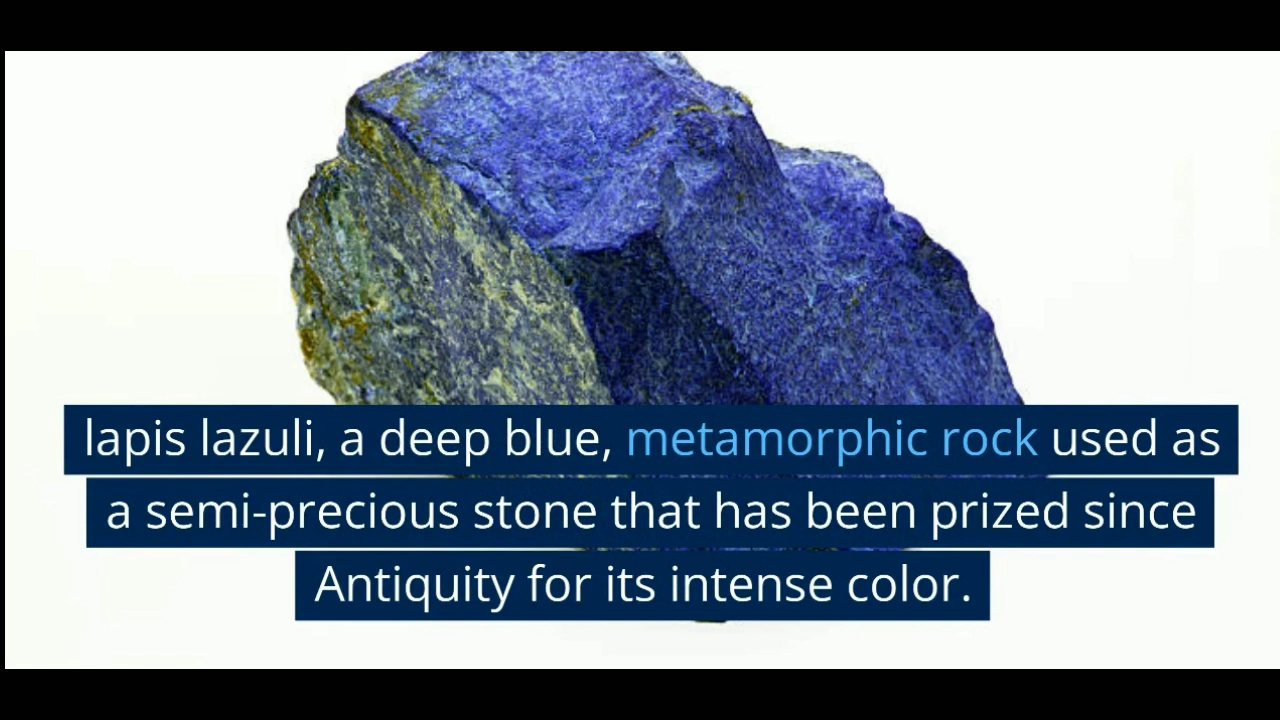 lapis lazuli, a deep blue, metamorphic rock used as
a semi-precious stone that has been prized since
Antiquity for its intense color.